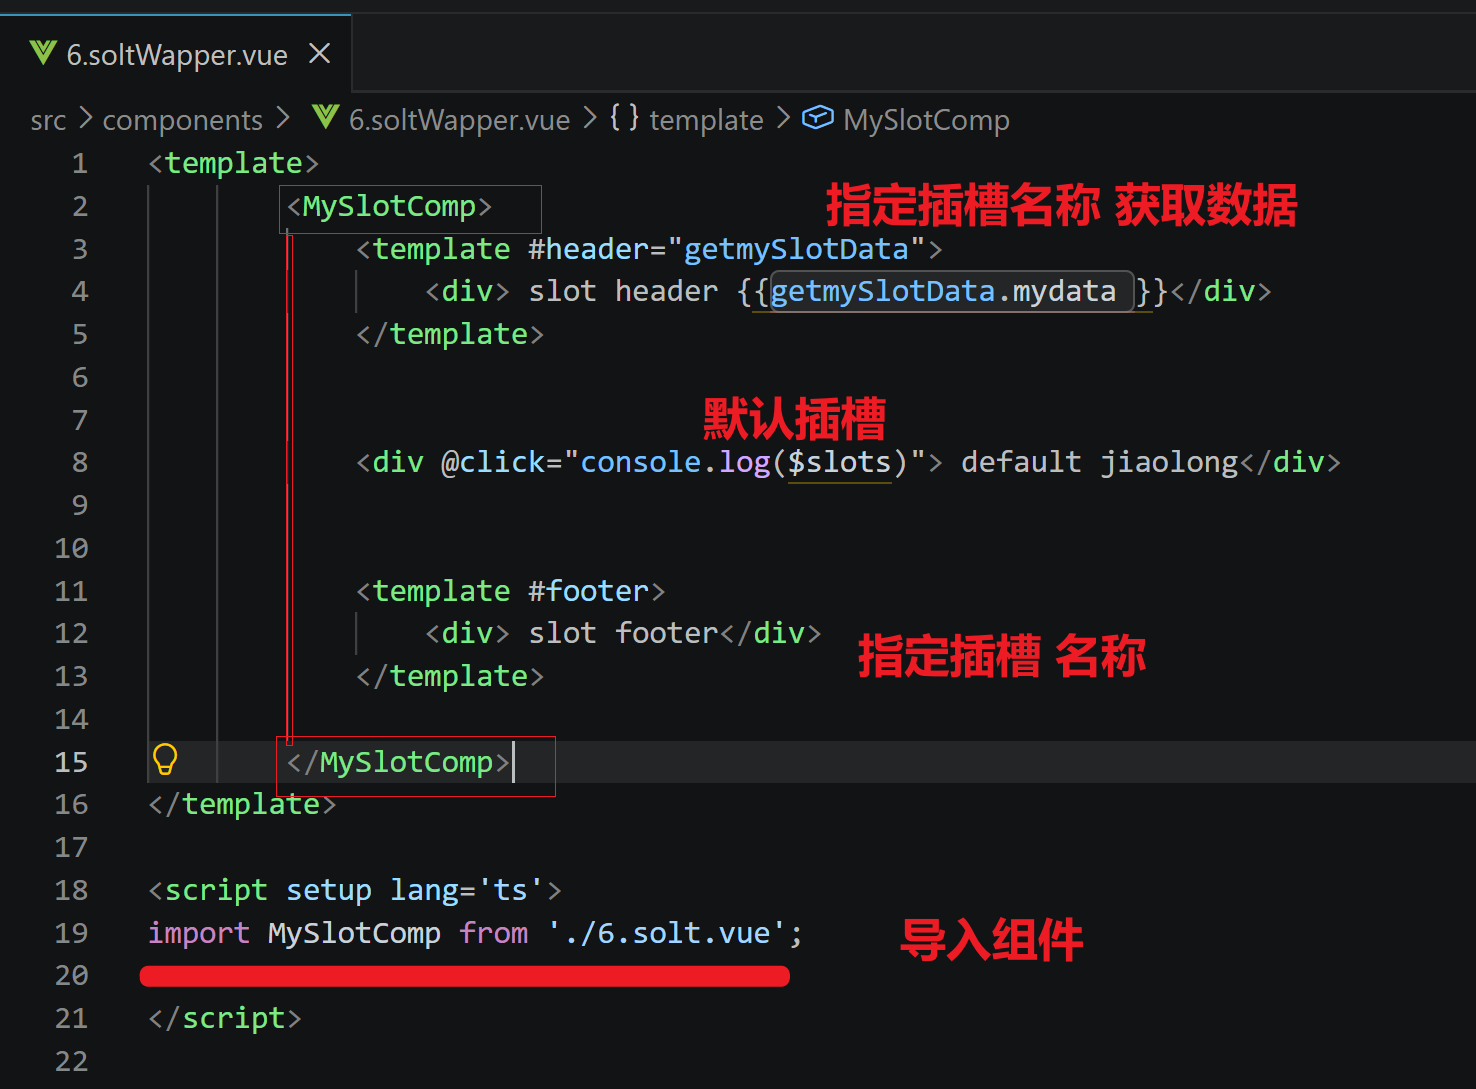 6.soltWapper.vue
src > components > 6.soltWapper.vue > { } template > MySlotComp
1 <template>
2 <MySlotComp>
指定插槽名称 获取数据
3 <template #header="getmySlotData">
4 <div> slot header {{getmySlotData.mydata }}</div>
5 </template>
6
7
默认插槽
8 <div @click="console.log($slots)"> default jiaolong</div>
9
10
11 <template #footer>
12 <div> slot footer</div>
指定插槽 名称
13 </template>
14
15 </MySlotComp>
16 </template>
17
18 <script setup lang='ts'>
19 import MySlotComp from './6.solt.vue';
导入组件
20
21 </script>
22